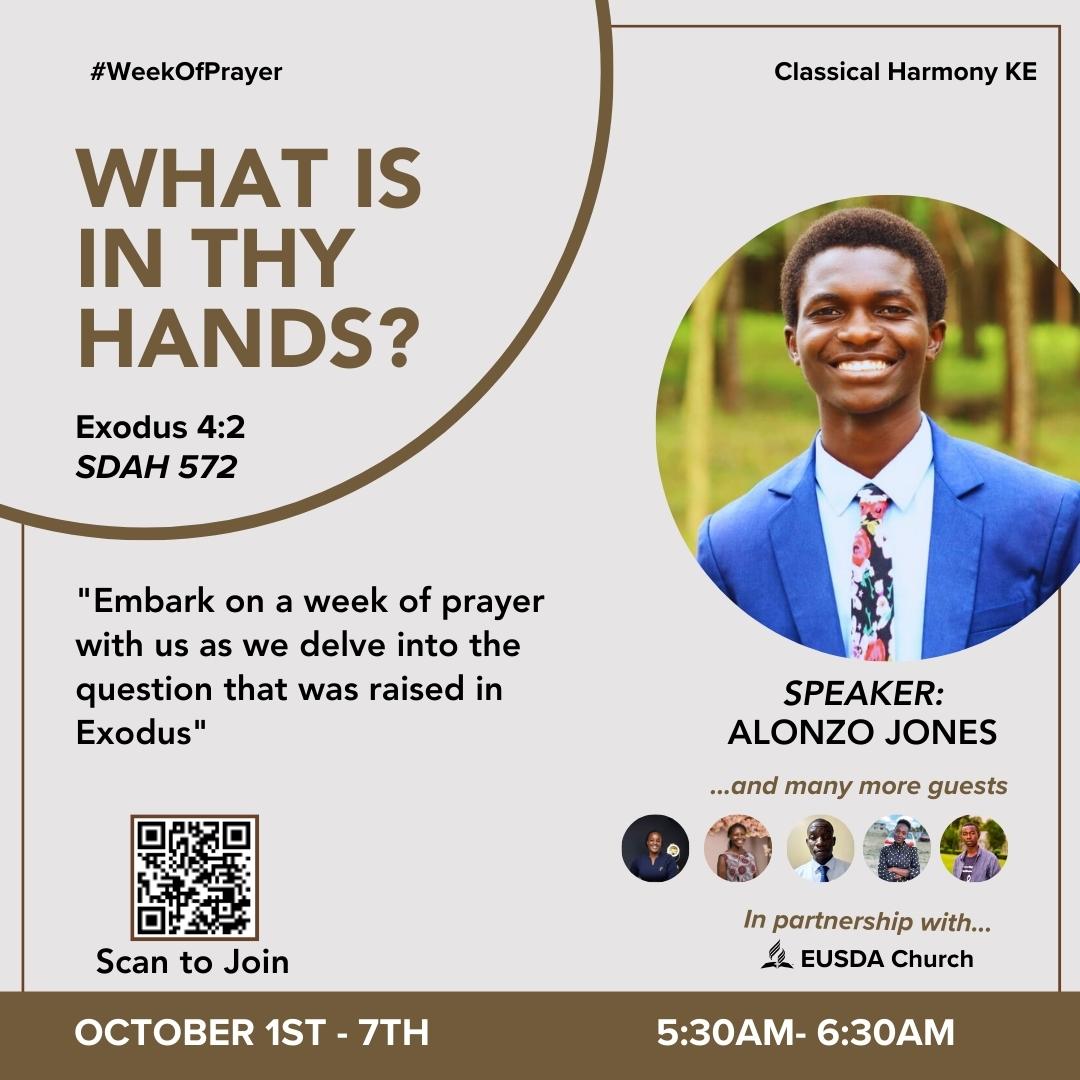 #WeekOfPrayer
Classical Harmony KE
WHAT IS
IN THY
HANDS?
Exodus 4:2
SDAH 572
"Embark on a week of prayer
with us as we delve into the
question that was raised in
Exodus"
SPEAKER:
ALONZO JONES
...and many more guests
In partnership with...
EUSDA Church
Scan to Join
OCTOBER 1ST - 7TH
5:30AM- 6:30AM